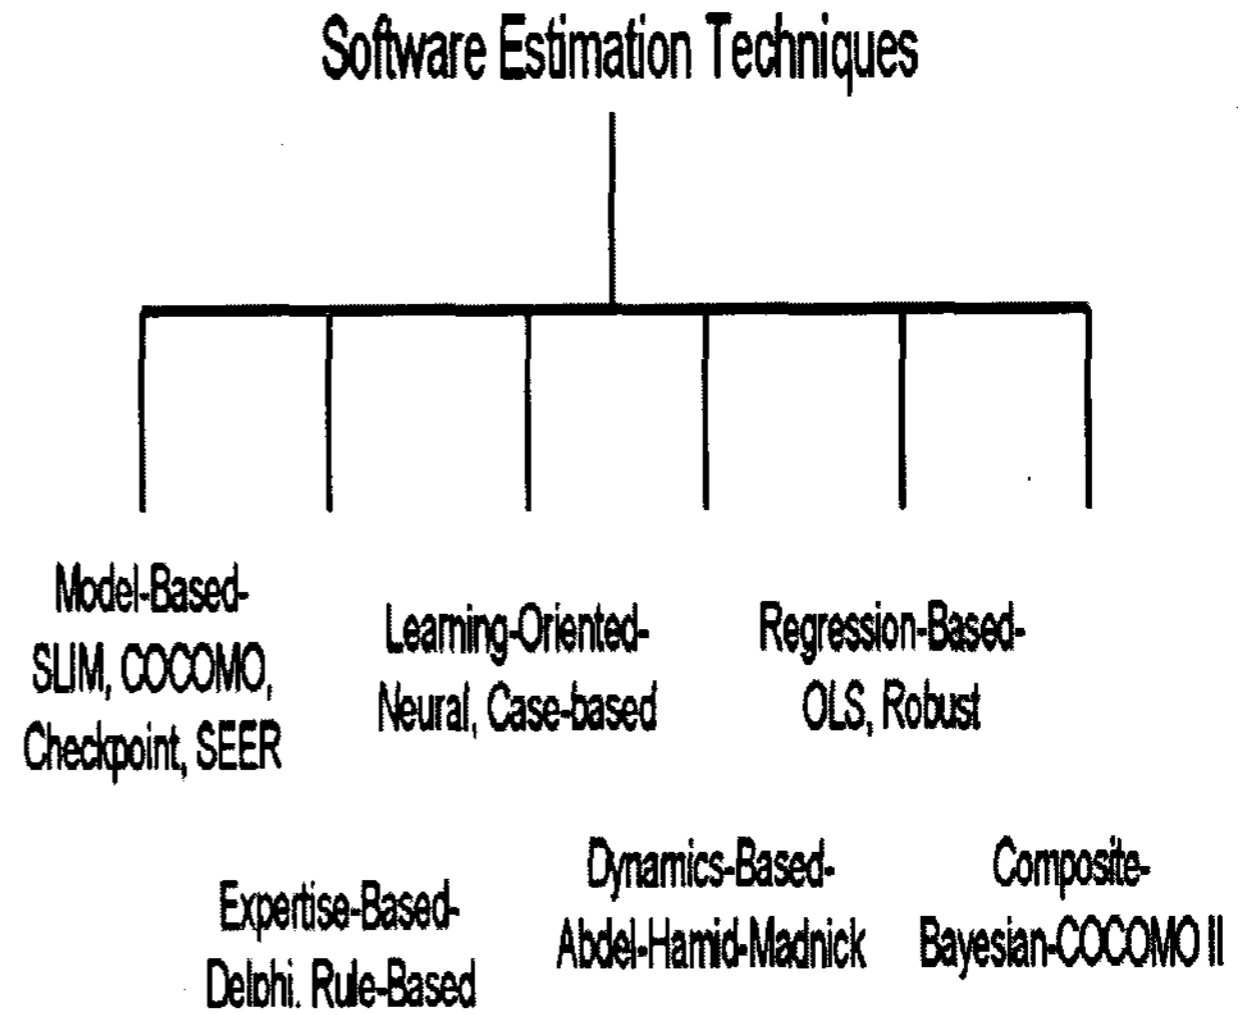 Software Estimation Techniques
Model-Based-
SLIM, COCOMO,
Checkpoint, SEER
Expertise-Based-
Delphi. Rule-Based
Learning-Oriented-
Neural, Case-based
Dynamics-Based-
Abdel-Hamid-Madnick
Regression-Based-
OLS, Robust
Composite-
Bayesian-COCOMO II